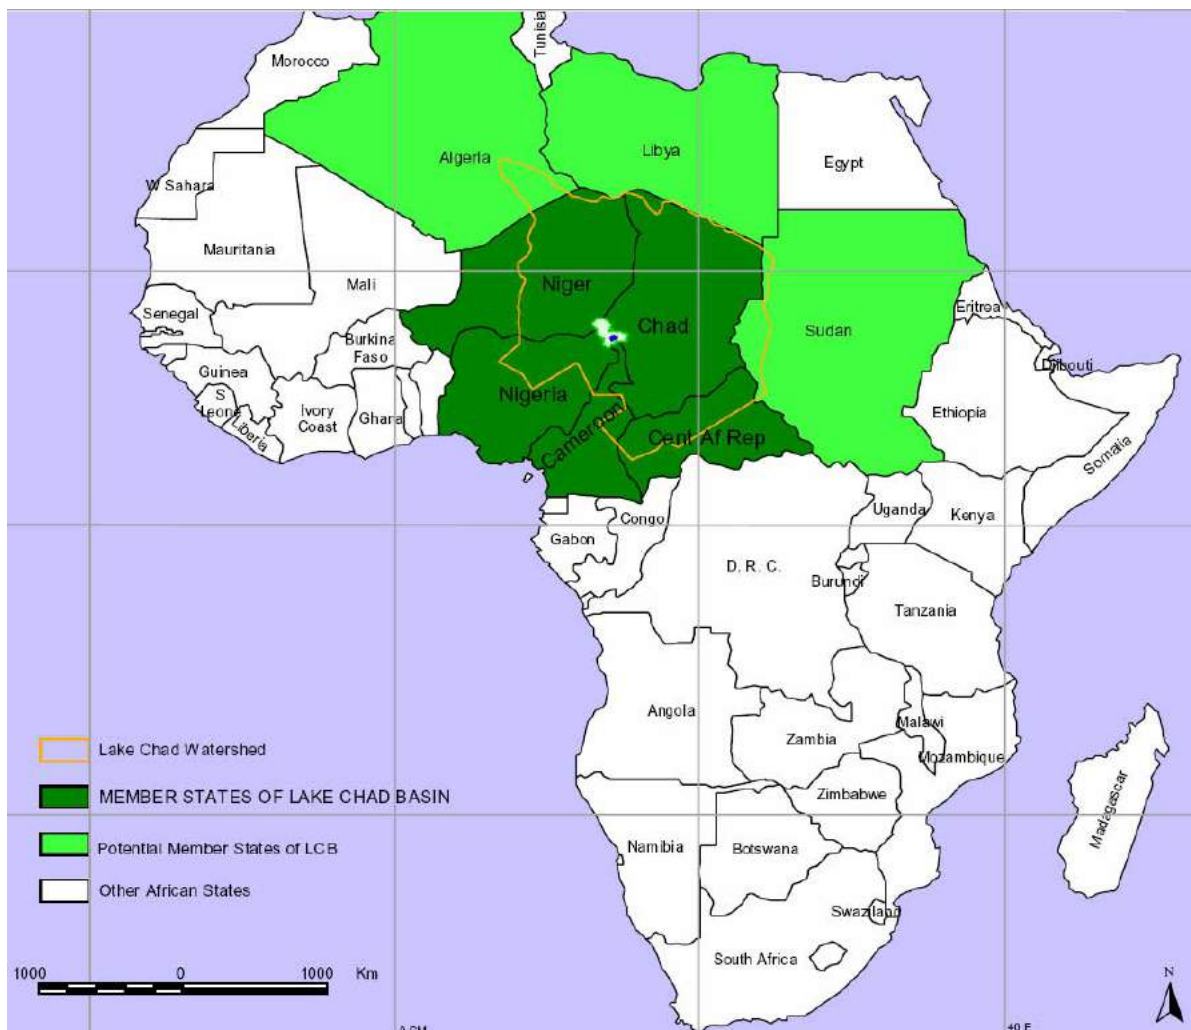 Tunisia
Morocco
Algeria
Libya
Egypt
W Sahara
Mauritania
Mali
Niger
Chad
Sudan
Eritrea
Senegal
Burkina
Faso
Djibouti
Guinea
S
Leone
Liberia
Ivory
Coast
Ghana
Nigeria
Cameroon
Cent Af Rep
Ethiopia
Somalia
Congo
Gabon
Uganda
Kenya
D. R. C.
Burundi
Tanzania
Angola
Zambia
Malawi
Mozambique
Zimbabwe
Madagascar
Namibia
Botswana
Swaziland
South Africa
Lake Chad Watershed
MEMBER STATES OF LAKE CHAD BASIN
Potential Member States of LCB
Other African States
1000 0 1000 Km
N
40 E